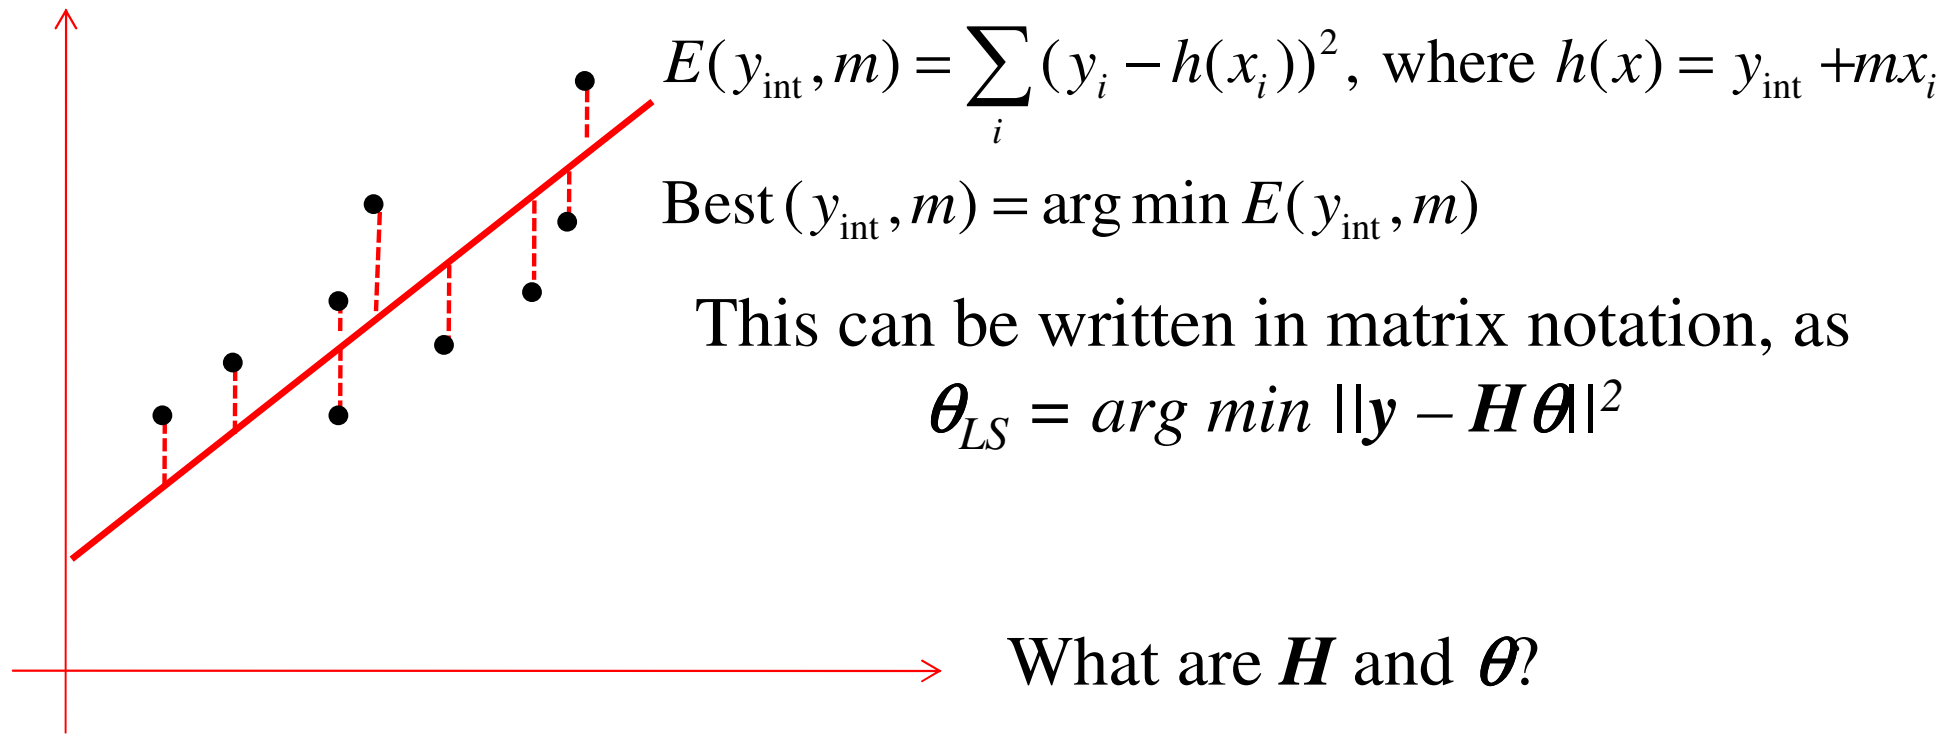 E(y_int, m) = ∑_i (y_i − h(x_i))², where h(x) = y_int + mx_i
Best (y_int, m) = arg min E(y_int, m)
This can be written in matrix notation, as
θ_LS = arg min ||y – Hθ||²
What are H and θ?